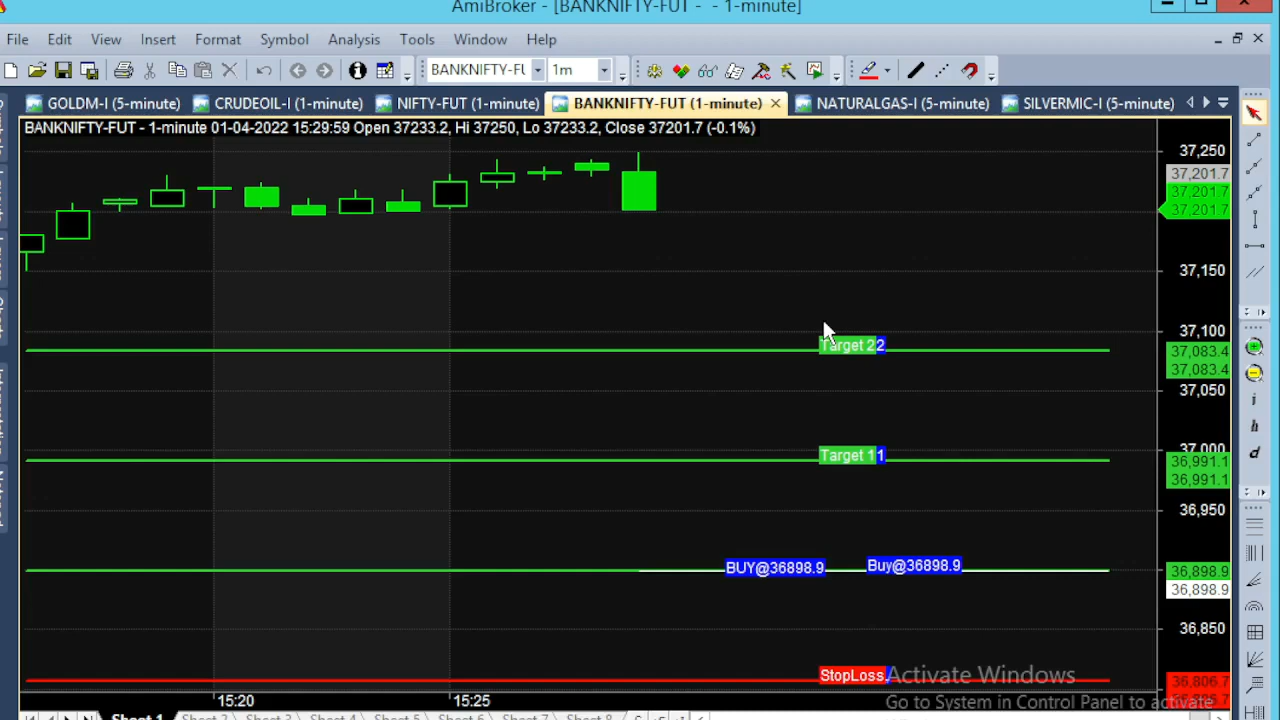 AmiBroker - [BANKNIFTY-FUT - - 1-minute]
File Edit View Insert Format Symbol Analysis Tools Window Help
BANKNIFTY-FU 1m
GOLDM-I (5-minute) CRUDEOIL-I (1-minute) NIFTY-FUT (1-minute) BANKNIFTY-FUT (1-minute) NATURALGAS-I (5-minute) SILVERMIC-I (5-minute)
BANKNIFTY-FUT - 1-minute 01-04-2022 15:29:59 Open 37233.2, Hi 37250, Lo 37233.2, Close 37201.7 (-0.1%)
37,250
37,201.7
37,201.7
37,201.7
37,150
37,100
Target 22
37,083.4
37,083.4
37,050
37,000
Target 11
36,991.1
36,991.1
36,950
BUY@36898.9 Buy@36898.9
36,898.9
36,898.9
36,850
StopLoss.
36,806.7
Activate Windows
Go to System in Control Panel to activate
15:20 15:25
Sheet 1 Sheet 2 Sheet 3 Sheet 4 Sheet 5 Sheet 6 Sheet 7 Sheet 8
i
h
d